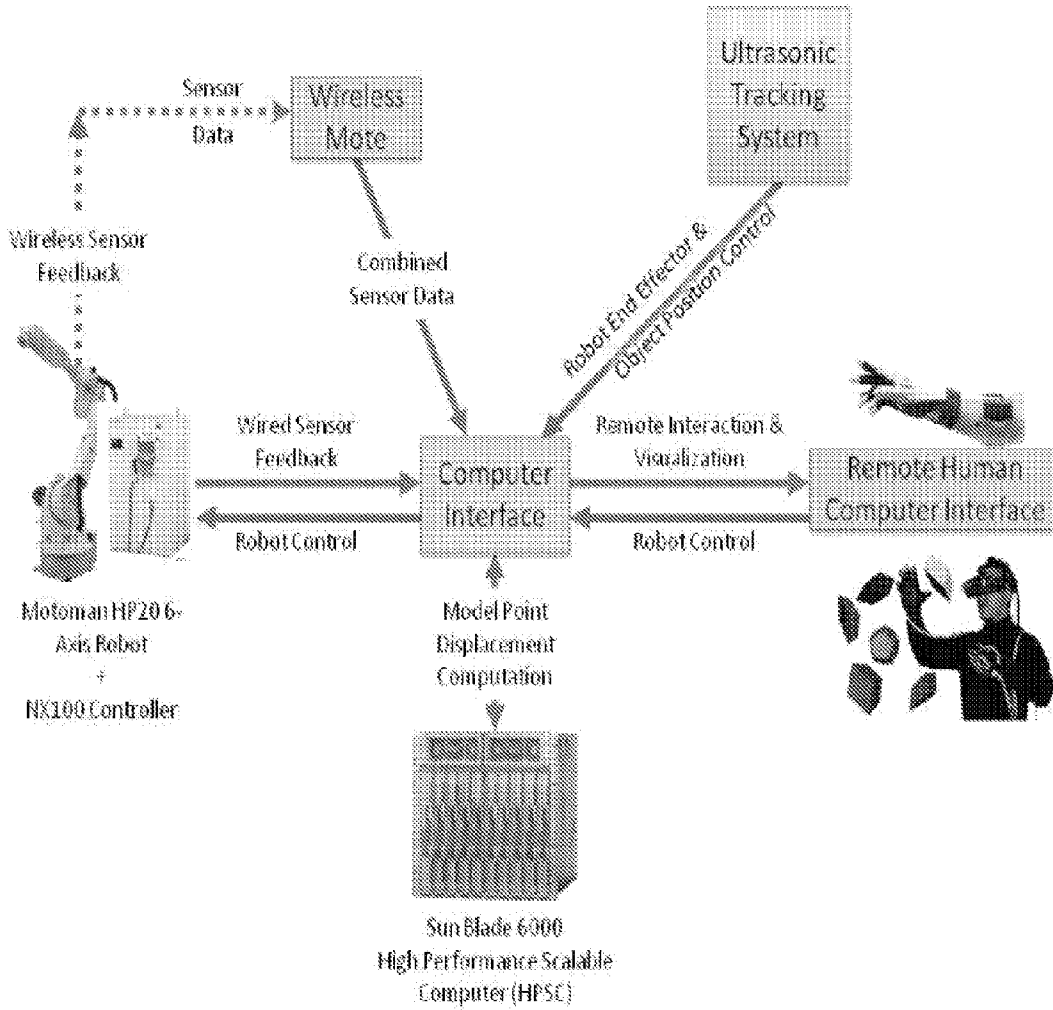 Ultrasonic
Tracking
System
Sensor
Data
Wireless
Mote
Wireless Sensor
Feedback
Combined
Sensor Data
Robot End Effector &
Object Position Control
Wired Sensor
Feedback
Robot Control
Computer
Interface
Remote Interaction &
Visualization
Robot Control
Remote Human
Computer Interface
Motoman HP20 6-
Axis Robot
+
NX100 Controller
Model Point
Displacement
Computation
Sun Blade 6000
High Performance Scalable
Computer (HPSC)